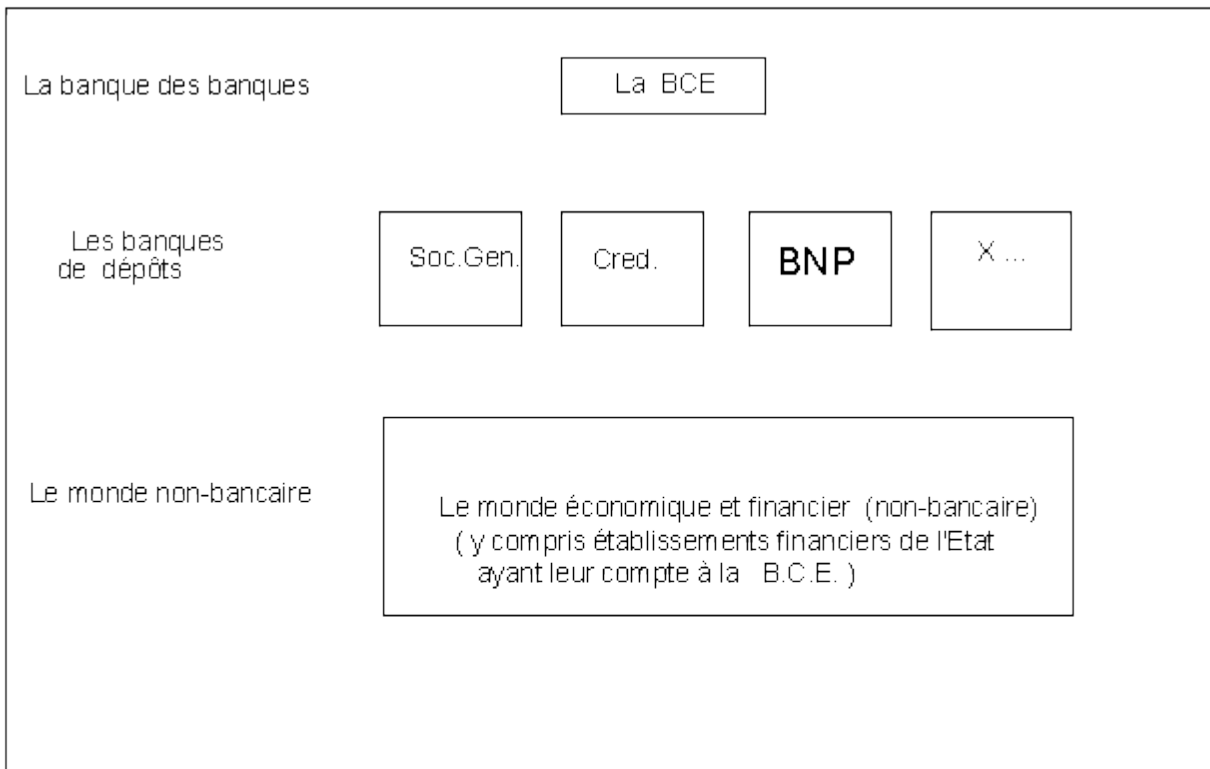 La banque des banques
La BCE
Les banques
de dépôts
Soc.Gen.
Cred.
BNP
X ...
Le monde non-bancaire
Le monde économique et financier (non-bancaire)
( y compris établissements financiers de l'Etat
ayant leur compte à la B.C.E. )